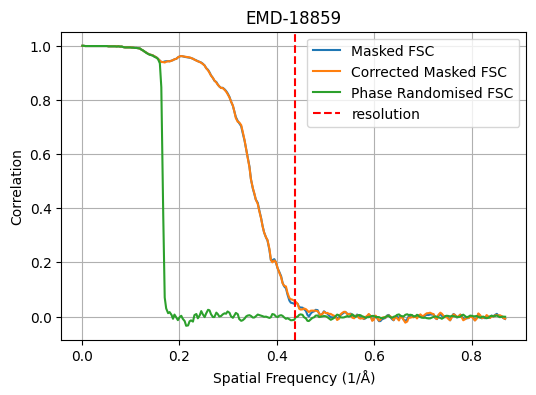 EMD-18859
Correlation
1.0
0.8
0.6
0.4
0.2
0.0
Masked FSC
Corrected Masked FSC
Phase Randomised FSC
resolution
0.0 0.2 0.4 0.6 0.8
Spatial Frequency (1/Å)